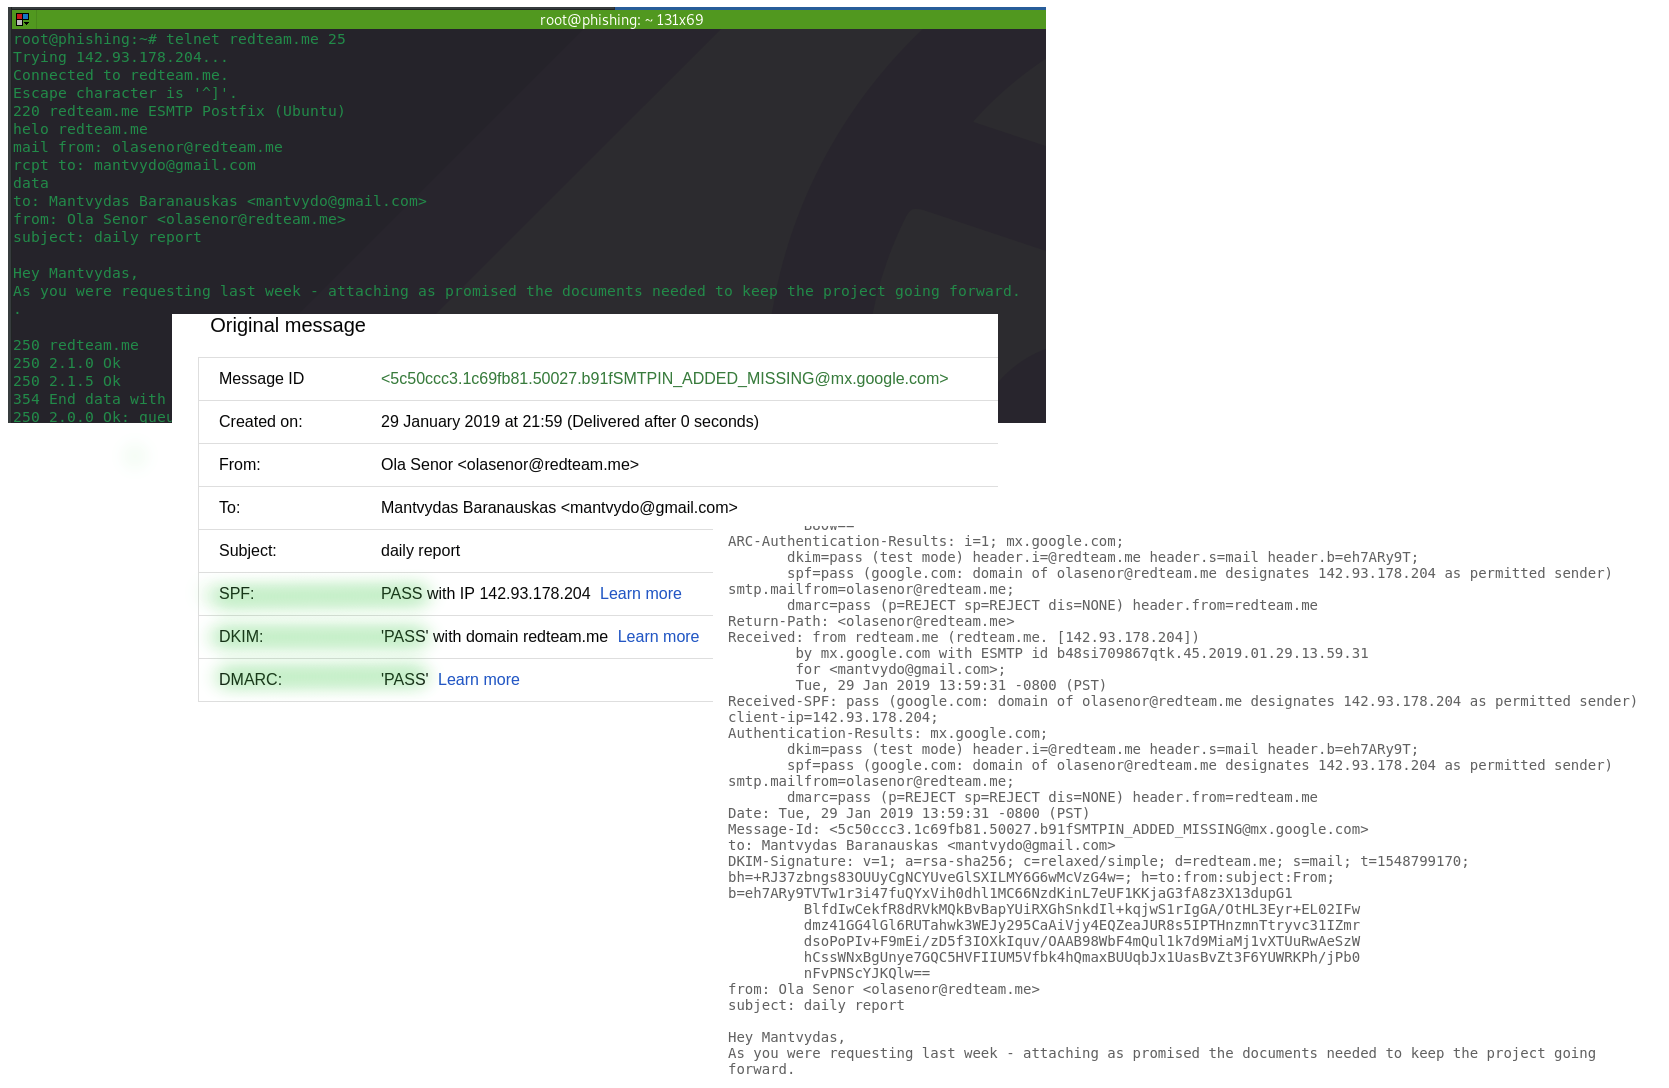 root@phishing: ~ 131x69
root@phishing:~# telnet redteam.me 25
Trying 142.93.178.204...
Connected to redteam.me.
Escape character is '^]'.
220 redteam.me ESMTP Postfix (Ubuntu)
helo redteam.me
mail from: olasenor@redteam.me
rcpt to: mantvydo@gmail.com
data
to: Mantvydas Baranauskas <mantvydo@gmail.com>
from: Ola Senor <olasenor@redteam.me>
subject: daily report

Hey Mantvydas,
As you were requesting last week - attaching as promised the documents needed to keep the project going forward.
.

250 redteam.me
250 2.1.0 Ok
250 2.1.5 Ok
354 End data with
250 2.0.0 Ok:
Original message
Message ID <5c50ccc3.1c69fb81.50027.b91fSMTPIN_ADDED_MISSING@mx.google.com>
Created on: 29 January 2019 at 21:59 (Delivered after 0 seconds)
From: Ola Senor <olasenor@redteam.me>
To: Mantvydas Baranauskas <mantvydo@gmail.com>
Subject: daily report
SPF: PASS with IP 142.93.178.204 Learn more
DKIM: 'PASS' with domain redteam.me Learn more
DMARC: 'PASS' Learn more
ARC-Authentication-Results: i=1; mx.google.com;
dkim=pass (test mode) header.i=@redteam.me header.s=mail header.b=eh7ARy9T;
spf=pass (google.com: domain of olasenor@redteam.me designates 142.93.178.204 as permitted sender)
smtp.mailfrom=olasenor@redteam.me;
dmarc=pass (p=REJECT sp=REJECT dis=NONE) header.from=redteam.me
Return-Path: <olasenor@redteam.me>
Received: from redteam.me (redteam.me. [142.93.178.204])
by mx.google.com with ESMTP id b48si709867qtk.45.2019.01.29.13.59.31
for <mantvydo@gmail.com>;
Tue, 29 Jan 2019 13:59:31 -0800 (PST)
Received-SPF: pass (google.com: domain of olasenor@redteam.me designates 142.93.178.204 as permitted sender)
client-ip=142.93.178.204;
Authentication-Results: mx.google.com;
dkim=pass (test mode) header.i=@redteam.me header.s=mail header.b=eh7ARy9T;
spf=pass (google.com: domain of olasenor@redteam.me designates 142.93.178.204 as permitted sender)
smtp.mailfrom=olasenor@redteam.me;
dmarc=pass (p=REJECT sp=REJECT dis=NONE) header.from=redteam.me
Date: Tue, 29 Jan 2019 13:59:31 -0800 (PST)
Message-Id: <5c50ccc3.1c69fb81.50027.b91fSMTPIN_ADDED_MISSING@mx.google.com>
to: Mantvydas Baranauskas <mantvydo@gmail.com>
DKIM-Signature: v=1; a=rsa-sha256; c=relaxed/simple; d=redteam.me; s=mail; t=1548799170;
bh=+RJ37zbngs83OUUyCgNCYUveGlSXILMY6G6wMcVzG4w=; h=to:from:subject:From;
b=eh7ARy9TVTw1r3i47fuQYxVih0dhl1MC66NzdKinL7eUF1KKjaG3fA8z3X13dupG1
BlfdIwCekfR8dRVkMQkBvBapYUiRXGhSnkdIl+kqjwS1rIgGA/OtHL3Eyr+EL02IFw
dmz41GG4lGl6RUTahwk3WEJy295CaAiVjy4EQZeaJUR8s5IPTHnzmnTtryvc31IZmr
dsoPoPIv+F9mEi/zD5f3IOXkIquv/OAAB98WbF4mQul1k7d9MiaMj1vXTUuRwAeSzW
hCssWNxBgUnye7GQC5HVFIIUM5Vfbk4hQmaxBUUqbJx1UasBvZt3F6YUWRKPh/jPb0
nFvPNScYJKQlw==
from: Ola Senor <olasenor@redteam.me>
subject: daily report

Hey Mantvydas,
As you were requesting last week - attaching as promised the documents needed to keep the project going
forward.